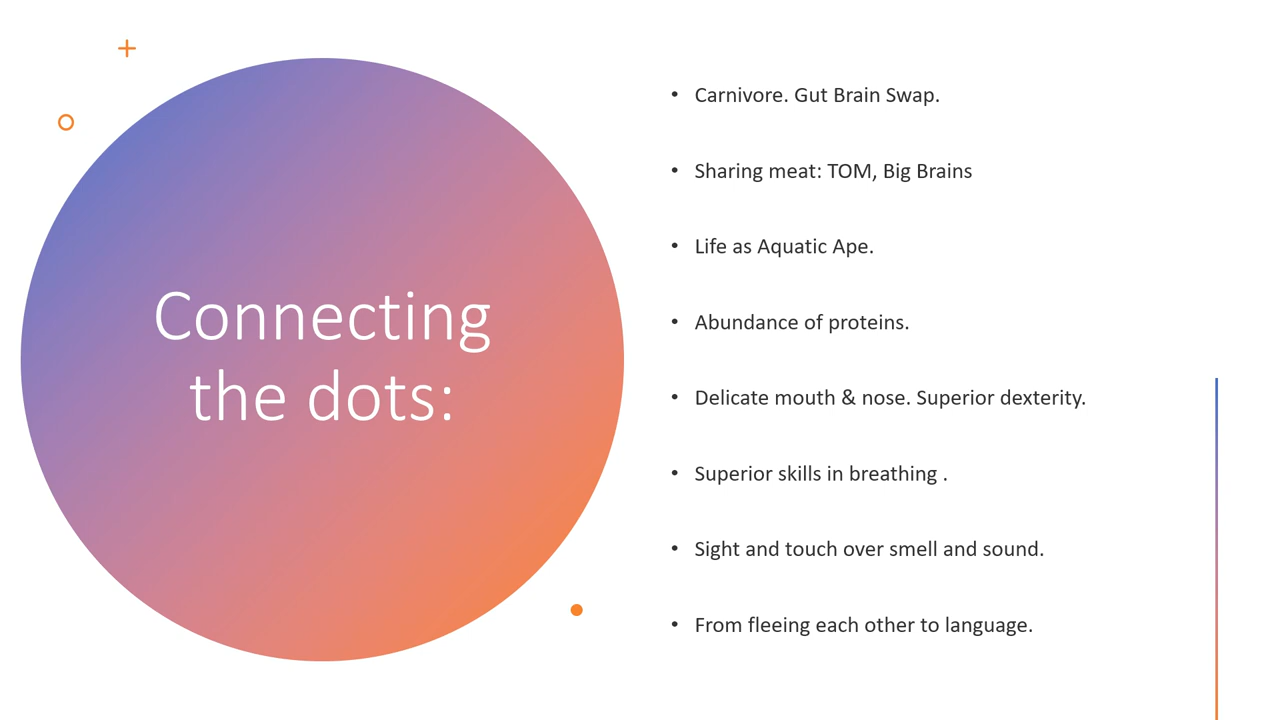 Connecting
the dots:
• Carnivore. Gut Brain Swap.
• Sharing meat: TOM, Big Brains
• Life as Aquatic Ape.
• Abundance of proteins.
• Delicate mouth & nose. Superior dexterity.
• Superior skills in breathing .
• Sight and touch over smell and sound.
• From fleeing each other to language.